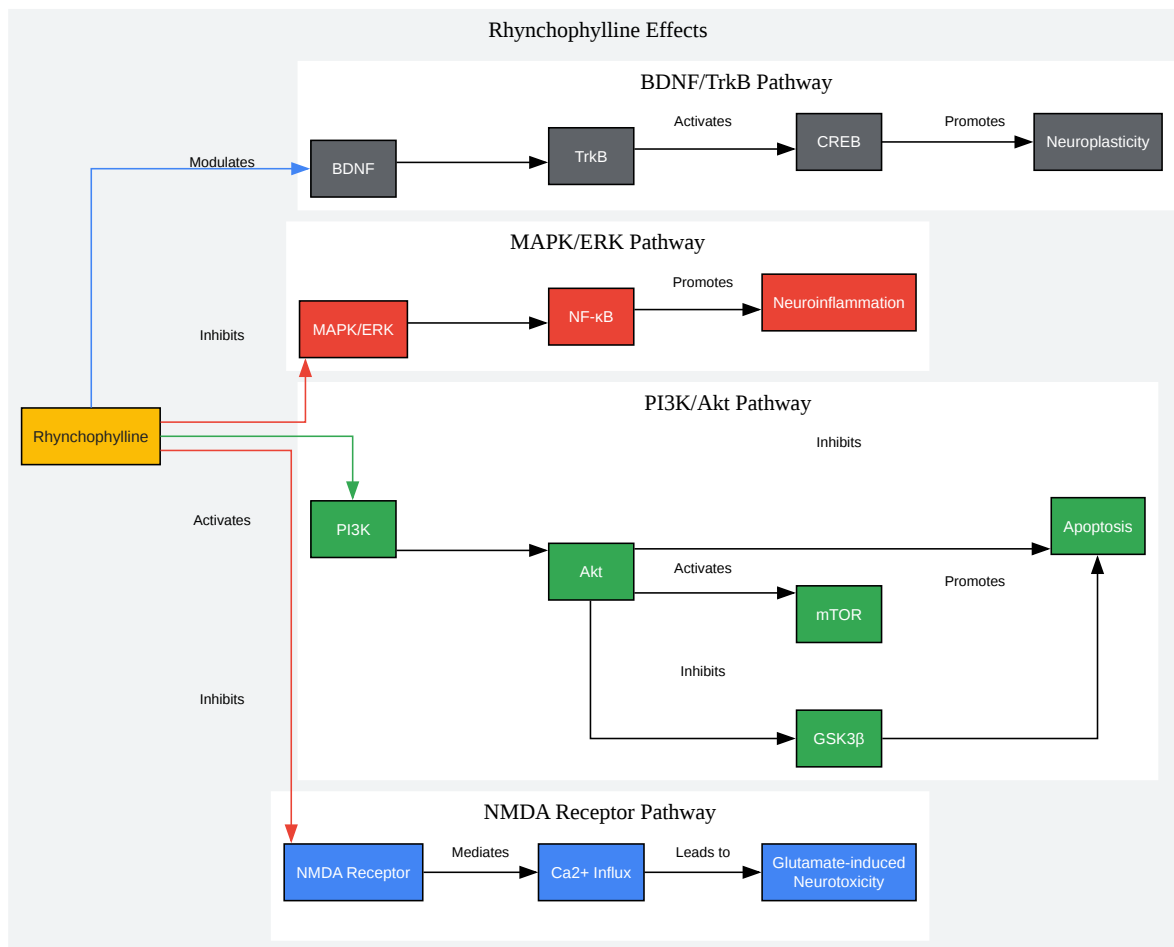 Rhynchophylline Effects
BDNF/TrkB Pathway
Modulates
BDNF
TrkB
Activates
CREB
Promotes
Neuroplasticity
MAPK/ERK Pathway
Inhibits
MAPK/ERK
NF-κB
Promotes
Neuroinflammation
Rhynchophylline
PI3K/Akt Pathway
Inhibits
Activates
PI3K
Akt
Activates
mTOR
Apoptosis
Promotes
Inhibits
GSK3β
Inhibits
NMDA Receptor Pathway
NMDA Receptor
Mediates
Ca2+ Influx
Leads to
Glutamate-induced
Neurotoxicity